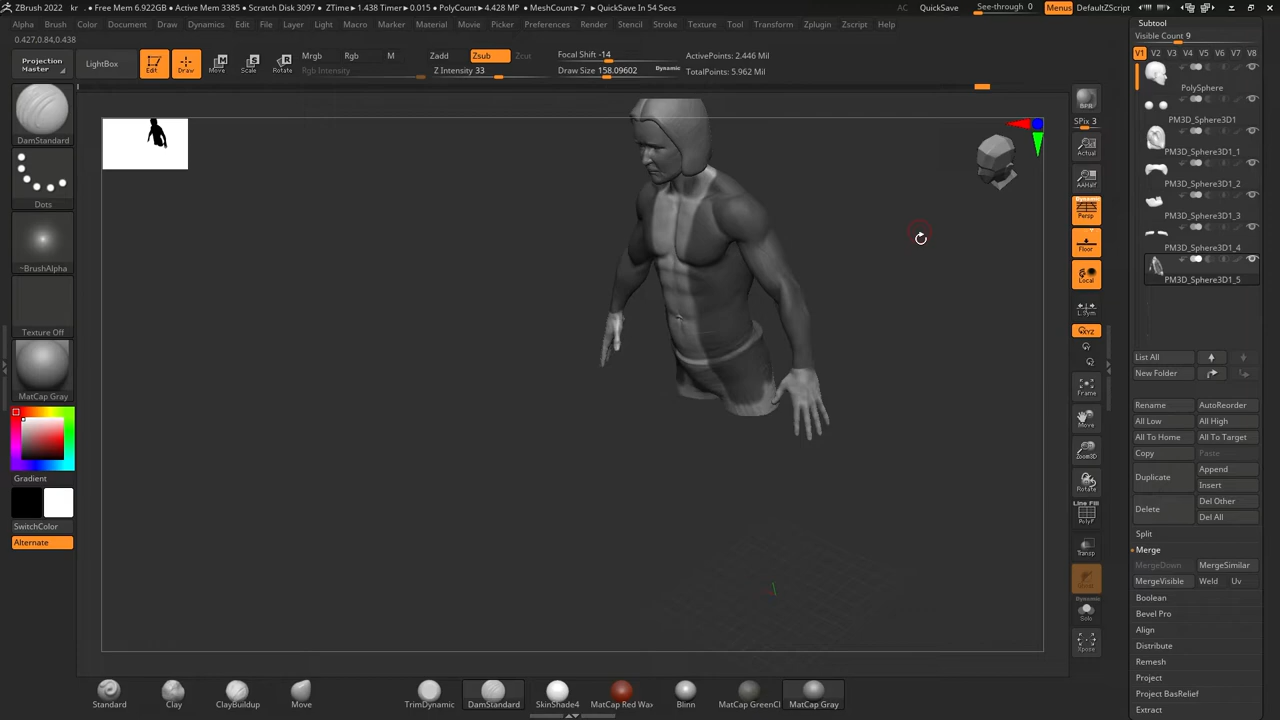 ZBrush 2022 kr ● Free Mem 6.922GB ● Active Mem 3385 ● Scratch Disk 3097 ● ZTime▸1.438 Timer▸0.015 ● PolyCount▸4.428 MP ● MeshCount▸7 ▸QuickSave In 54 Secs AC QuickSave See-through 0 Menus DefaultZScript
Alpha Brush Color Document Draw Dynamics Edit File Layer Light Macro Marker Material Movie Picker Preferences Render Stencil Stroke Texture Tool Transform Zplugin Zscript Help
0.427,0.84,0.438
Projection
Master
LightBox
Edit
Draw
Move
Scale
Rotate
Mrgb Rgb M
Rgb Intensity
Zadd Zsub Zcut
Z Intensity 33
Focal Shift -14
Draw Size 158.09602
Dynamic
ActivePoints: 2.446 Mil
TotalPoints: 5.962 Mil
DamStandard
Dots
~BrushAlpha
Texture Off
MatCap Gray
Gradient
SwitchColor
Alternate
BPR
SPix 3
Actual
AAHalf
Dynamic
Persp
Floor
Local
L.Sym
XYZ
Frame
Move
Zoom3D
Rotate
Line Fill
PolyF
Transp
Dynamic
Solo
Xpose
Subtool
Visible Count 9
V1 V2 V3 V4 V5 V6 V7 V8
PolySphere
PM3D_Sphere3D1
PM3D_Sphere3D1_1
PM3D_Sphere3D1_2
PM3D_Sphere3D1_3
PM3D_Sphere3D1_4
PM3D_Sphere3D1_5
List All
New Folder
Rename AutoReorder
All Low All High
All To Home All To Target
Copy Paste
Duplicate Append
Insert
Delete Del Other
Del All
Split
Merge
MergeDown MergeSimilar
MergeVisible Weld Uv
Boolean
Bevel Pro
Align
Distribute
Remesh
Project
Project BasRelief
Extract
Standard Clay ClayBuildup Move TrimDynamic DamStandard SkinShade4 MatCap Red Wax Blinn MatCap GreenCl MatCap Gray